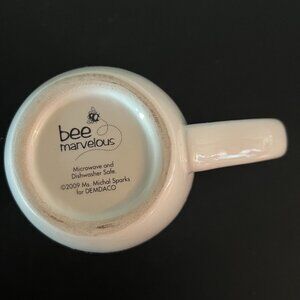 bee
marvelous
Microwave and
Dishwasher Safe.
©2009 Ms. Michal Sparks
for DEMDACO